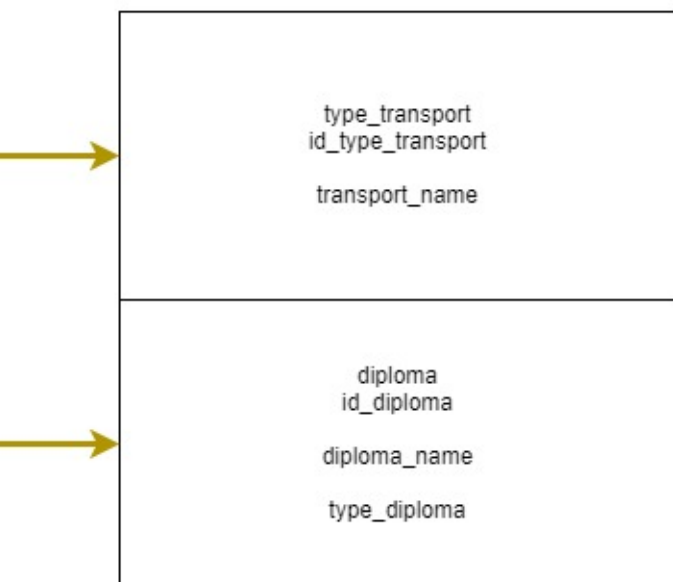 type_transport
id_type_transport
transport_name
diploma
id_diploma
diploma_name
type_diploma